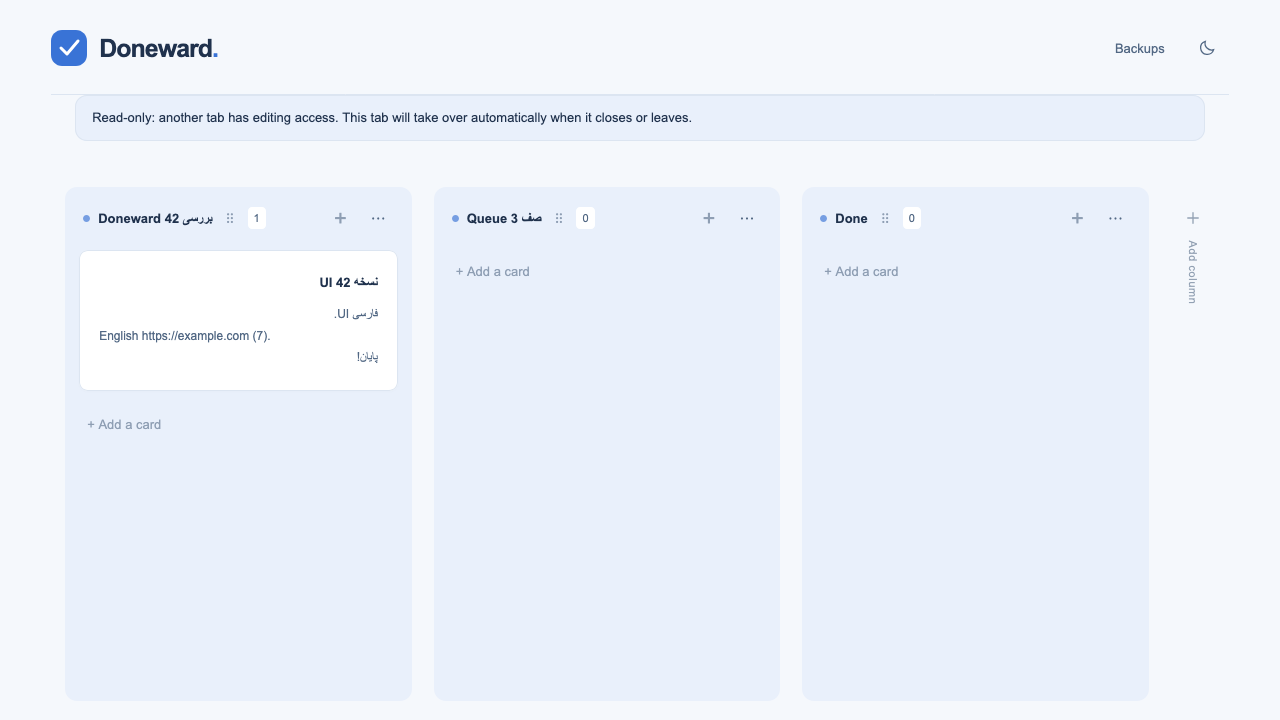 Doneward.
Backups
Read-only: another tab has editing access. This tab will take over automatically when it closes or leaves.
بررسی Doneward 42
1
نسخه UI 42
فارسی UI.
English https://example.com (7).
پایان!
+ Add a card
صف Queue 3
0
+ Add a card
Done
0
+ Add a card
Add column